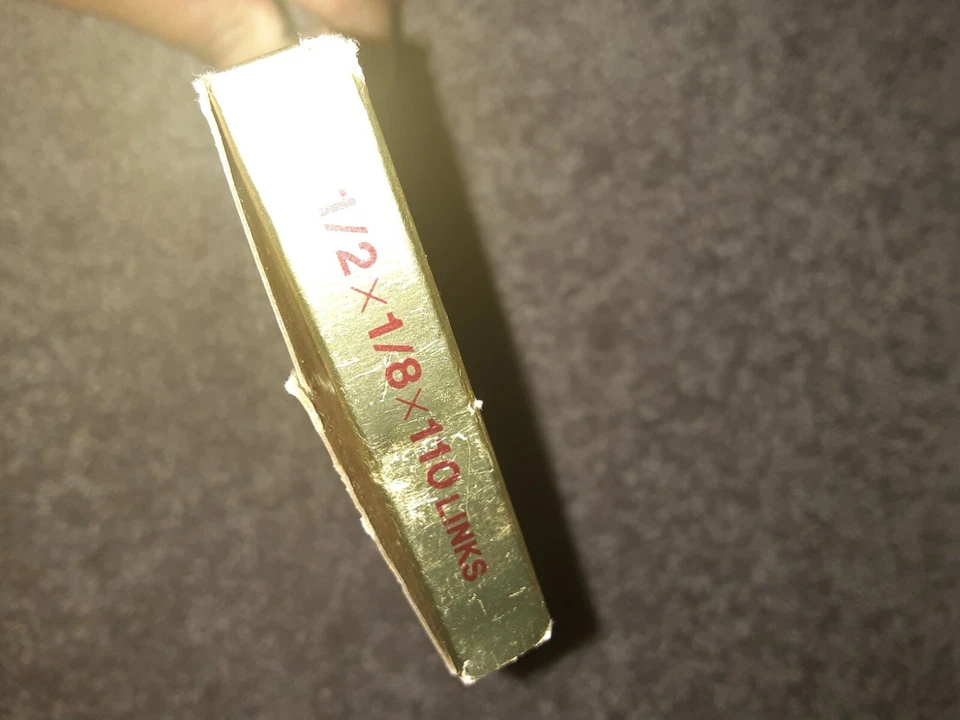 1/2 × 1/8 × 110 LINKS